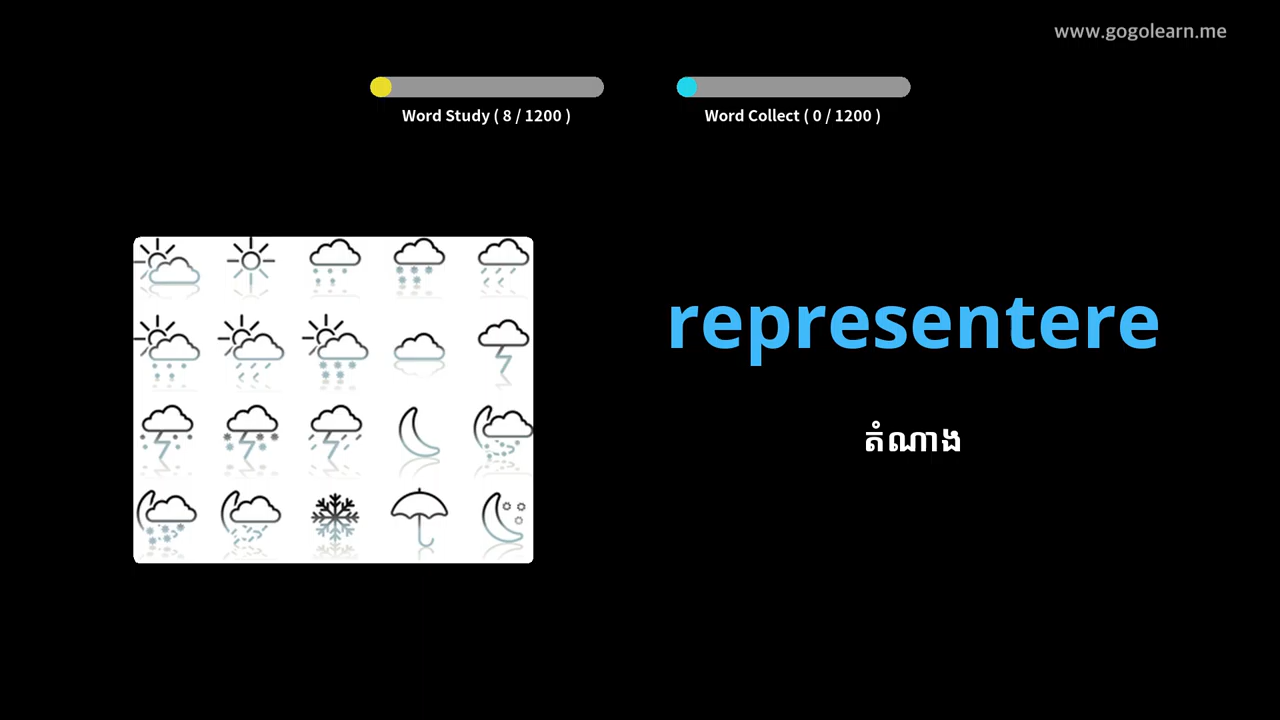 www.gogolearn.me
Word Study ( 8 / 1200 )
Word Collect ( 0 / 1200 )
representere
តំណាង